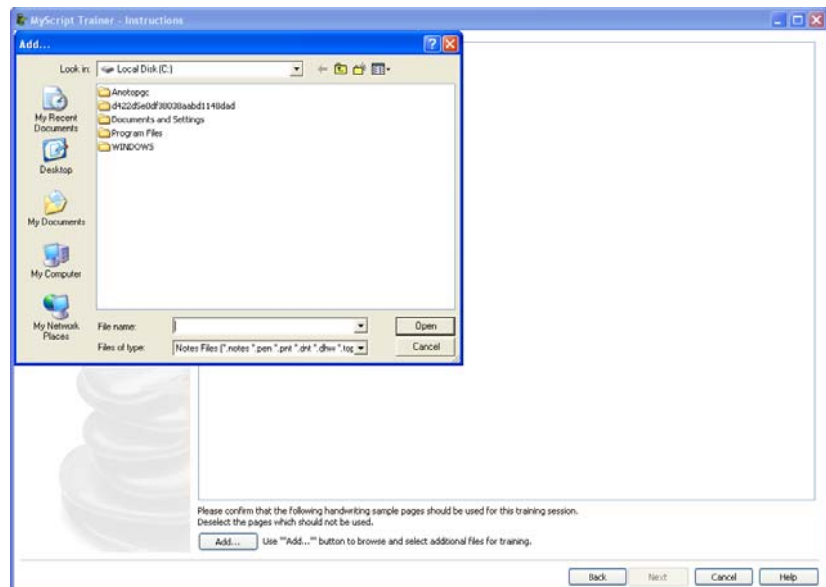 MyScript Trainer - Instructions
Add...
Look in: Local Disk (C:)
My Recent Documents
Desktop
My Documents
My Computer
My Network Places
Anotopgc
Documents and Settings
Program Files
WINDOWS
File name:
Open
Files of type: Notes Files (*.notes *.pen *.pnt *.dnt *.dhw *.top
Cancel
Please confirm that the following handwriting sample pages should be used for this training session.
Deselect the pages which should not be used.
Add... Use ""Add..."" button to browse and select additional files for training.
Back Next Cancel Help